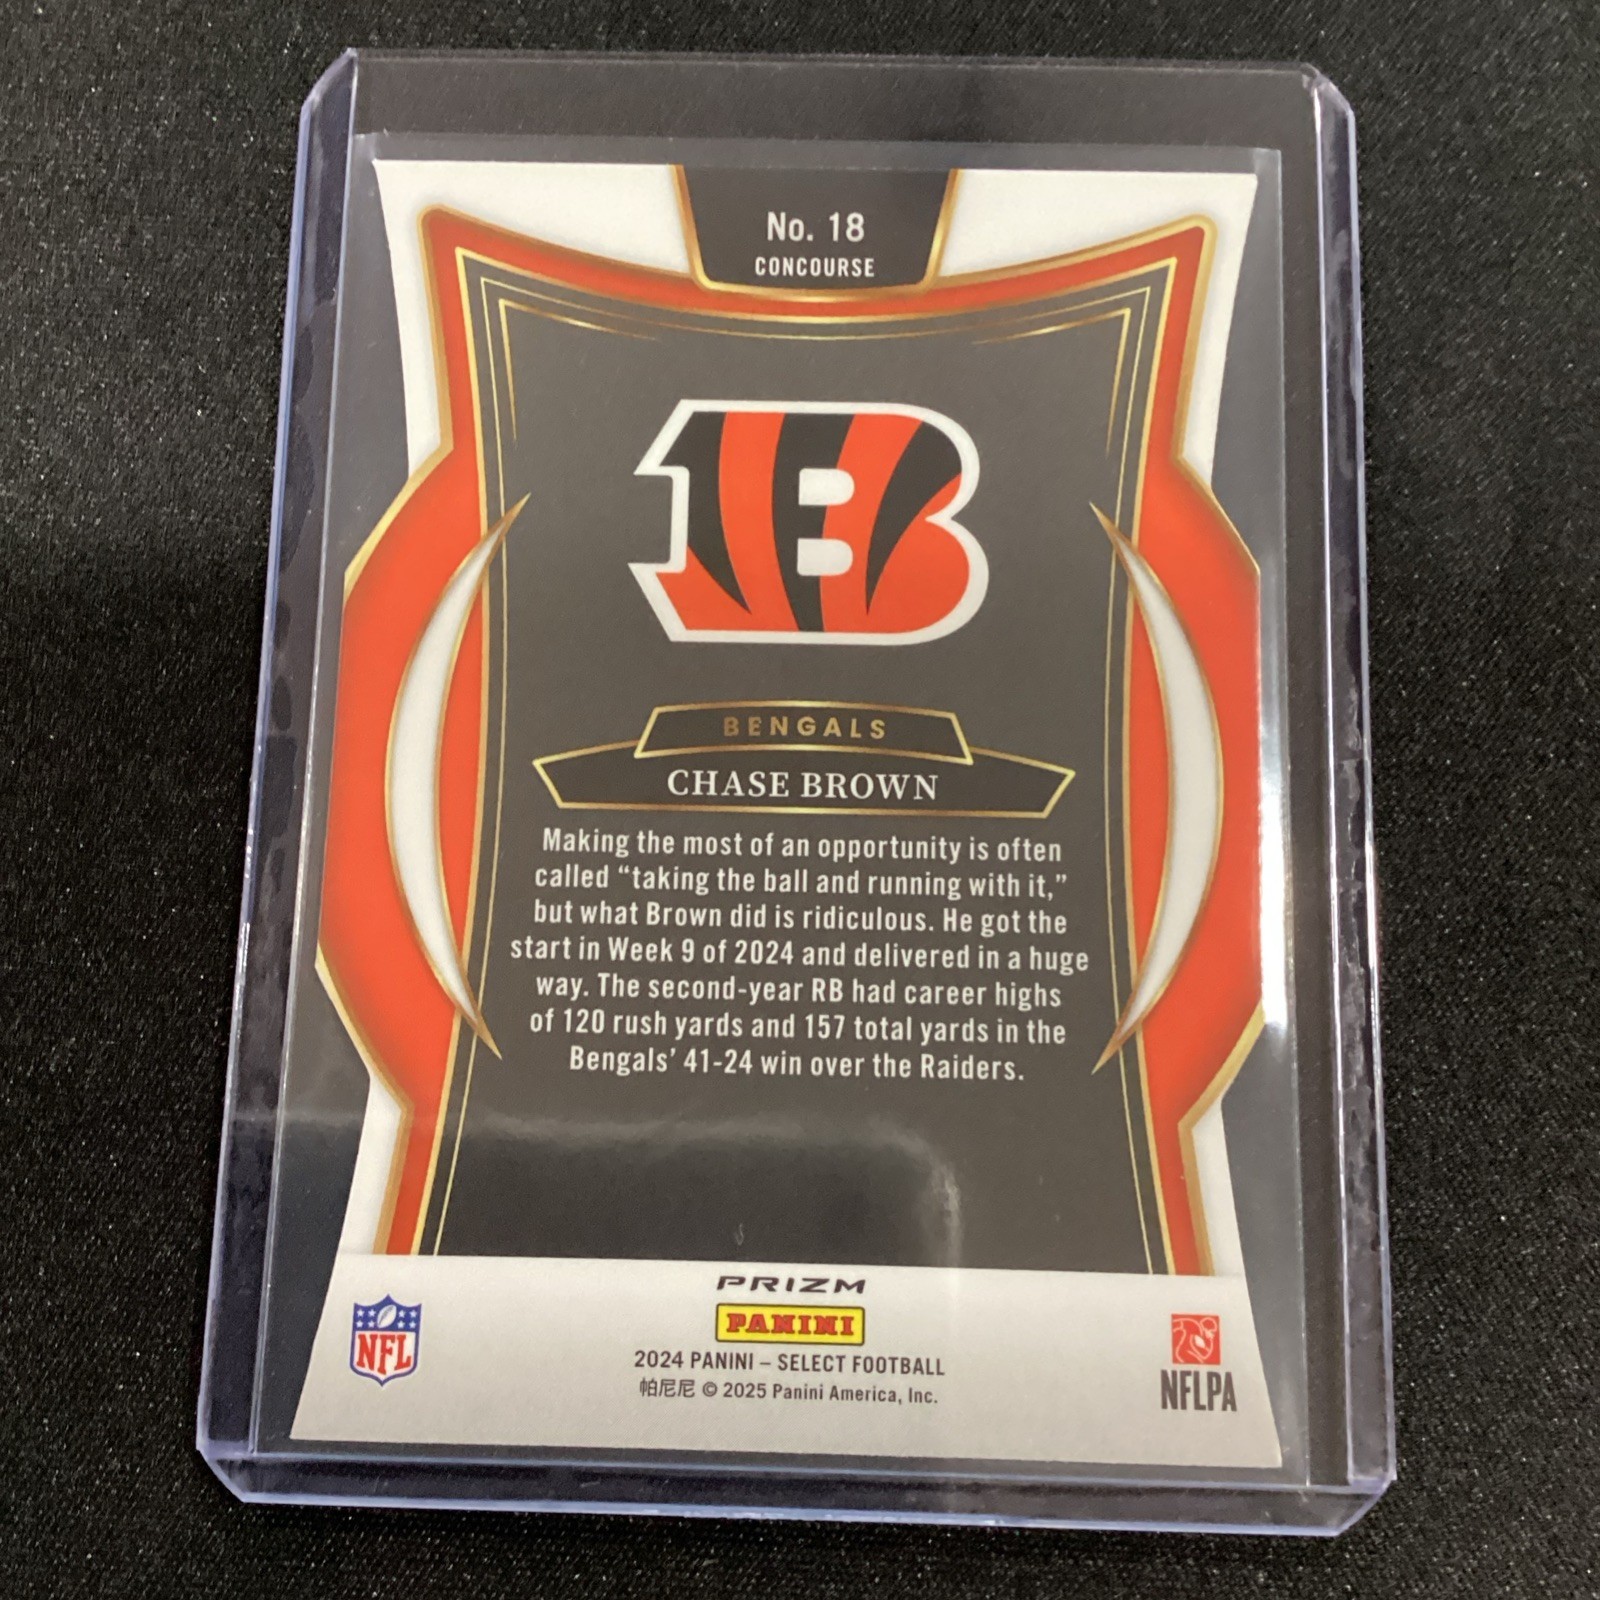 No. 18
CONCOURSE
B
BENGALS
CHASE BROWN
Making the most of an opportunity is often
called “taking the ball and running with it,”
but what Brown did is ridiculous. He got the
start in Week 9 of 2024 and delivered in a huge
way. The second-year RB had career highs
of 120 rush yards and 157 total yards in the
Bengals’ 41-24 win over the Raiders.
PRIZM
PANINI
NFL
2024 PANINI – SELECT FOOTBALL
帕尼尼 © 2025 Panini America, Inc.
NFLPA